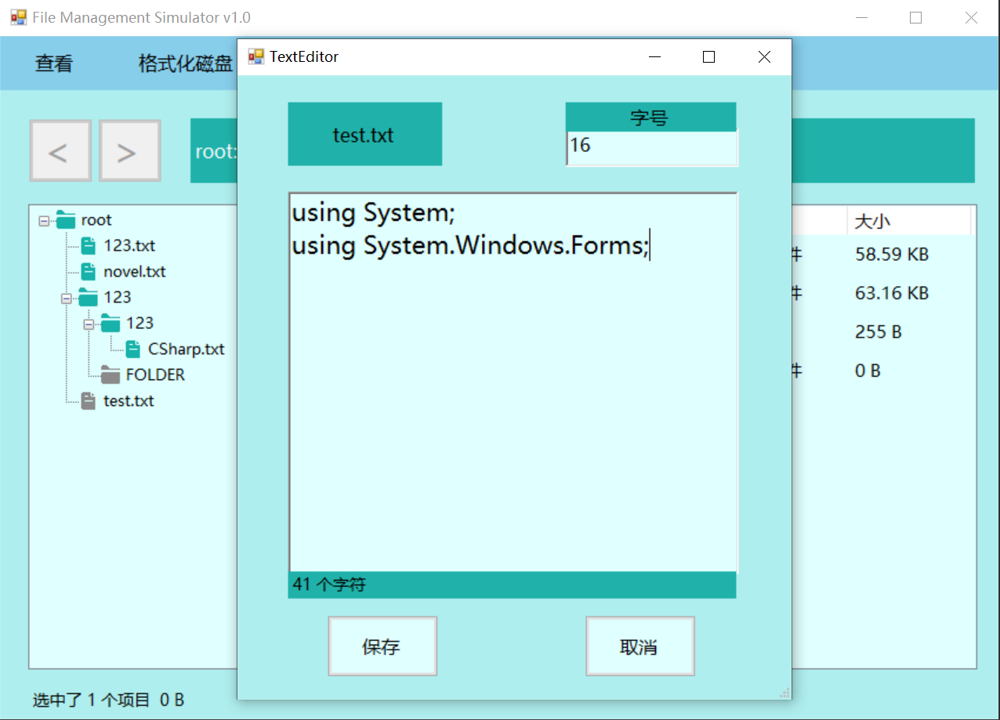 File Management Simulator v1.0
查看 格式化磁盘
TextEditor
< >
root:
test.txt
字号
16
root
123.txt
novel.txt
123
123
CSharp.txt
FOLDER
test.txt
using System;
using System.Windows.Forms;
41 个字符
保存
取消
大小
件 58.59 KB
件 63.16 KB
255 B
件 0 B
选中了 1 个项目 0 B